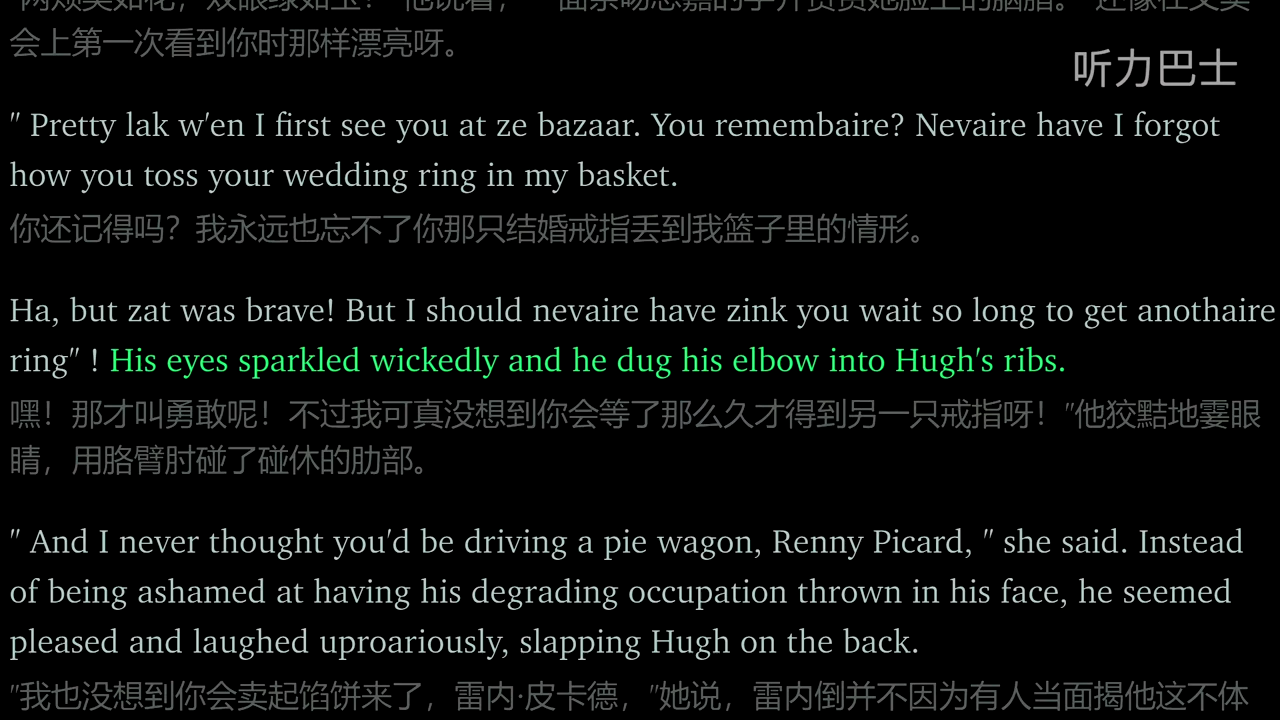 会上第一次看到你时那样漂亮呀。
听力巴士
" Pretty lak w'en I first see you at ze bazaar. You remembaire? Nevaire have I forgot
how you toss your wedding ring in my basket.
你还记得吗？我永远也忘不了你那只结婚戒指丢到我篮子里的情形。
Ha, but zat was brave! But I should nevaire have zink you wait so long to get anothaire
ring" ! His eyes sparkled wickedly and he dug his elbow into Hugh's ribs.
嘿！那才叫勇敢呢！不过我可真没想到你会等了那么久才得到另一只戒指呀！"他狡黠地霎眼
睛，用胳臂肘碰了碰休的肋部。
" And I never thought you'd be driving a pie wagon, Renny Picard, " she said. Instead
of being ashamed at having his degrading occupation thrown in his face, he seemed
pleased and laughed uproariously, slapping Hugh on the back.
"我也没想到你会卖起馅饼来了，雷内·皮卡德，"她说，雷内倒并不因为有人当面揭他这不体